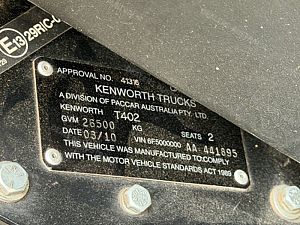 E13 29RIC-0
APPROVAL NO. 41316
KENWORTH TRUCKS
A DIVISION OF PACCAR AUSTRALIA PTY. LTD.
KENWORTH T402
GVM 26500 KG SEATS 2
DATE 03/10 VIN 6F5000000 AA 441895
THIS VEHICLE WAS MANUFACTURED TO COMPLY
WITH THE MOTOR VEHICLE STANDARDS ACT 1989